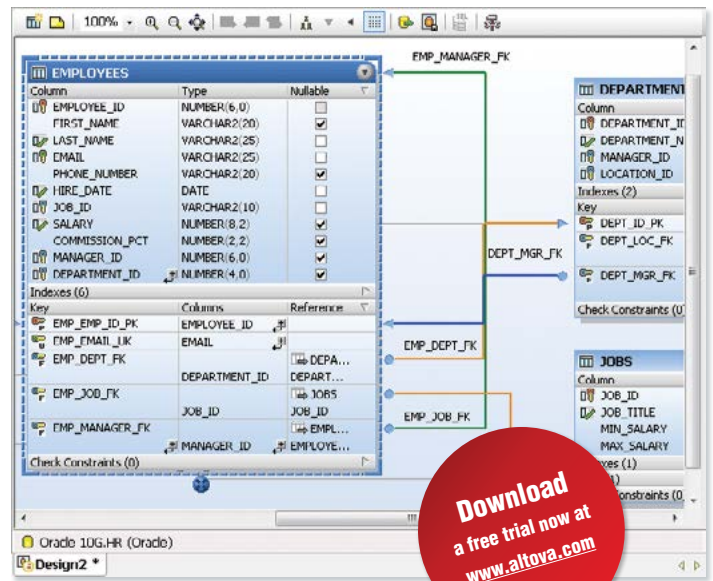 100%
EMP_MANAGER_FK
EMPLOYEES
Column Type Nullable
EMPLOYEE_ID NUMBER(6,0)
FIRST_NAME VARCHAR2(20)
LAST_NAME VARCHAR2(25)
EMAIL VARCHAR2(25)
PHONE_NUMBER VARCHAR2(20)
HIRE_DATE DATE
JOB_ID VARCHAR2(10)
SALARY NUMBER(8,2)
COMMISSION_PCT NUMBER(2,2)
MANAGER_ID NUMBER(6,0)
DEPARTMENT_ID NUMBER(4,0)
Indexes (6)
Key Columns Reference
EMP_EMP_ID_PK EMPLOYEE_ID
EMP_EMAIL_UK EMAIL
EMP_DEPT_FK DEPA...
DEPARTMENT_ID DEPART...
EMP_JOB_FK JOBS
JOB_ID JOB_ID
EMP_MANAGER_FK EMPL...
MANAGER_ID EMPLOYE...
Check Constraints (0)
DEPT_MGR_FK
EMP_DEPT_FK
EMP_JOB_FK
DEPARTMENT
Column
DEPARTMENT_ID
DEPARTMENT_N
MANAGER_ID
LOCATION_ID
Indexes (2)
Key
DEPT_ID_PK
DEPT_LOC_FK
DEPT_MGR_FK
Check Constraints (0)
JOBS
Column
JOB_ID
JOB_TITLE
MIN_SALARY
MAX_SALARY
xes (1)
1)
onstraints (0
Download
a free trial now at
www.altova.com
Oracle 10G.HR (Oracle)
Design2 *